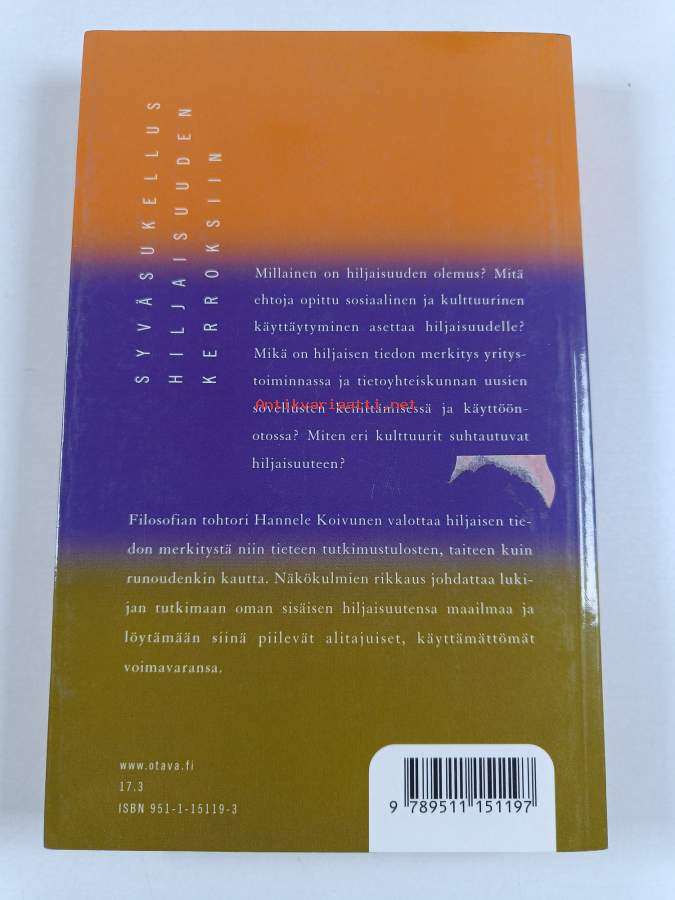 SYVÄSUKELLUS
HILJAISUUDEN
KERROKSIIN
Millainen on hiljaisuuden olemus? Mitä
ehtoja opittu sosiaalinen ja kulttuurinen
käyttäytyminen asettaa hiljaisuudelle?
Mikä on hiljaisen tiedon merkitys yritys-
toiminnassa ja tietoyhteiskunnan uusien
Antikvariaatti.net
sovellusten kehittämisessä ja käyttöön-
otossa? Miten eri kulttuurit suhtautuvat
hiljaisuuteen?
Filosofian tohtori Hannele Koivunen valottaa hiljaisen tie-
don merkitystä niin tieteen tutkimustulosten, taiteen kuin
runoudenkin kautta. Näkökulmien rikkaus johdattaa luki-
jan tutkimaan oman sisäisen hiljaisuutensa maailmaa ja
löytämään siinä piilevät alitajuiset, käyttämättömät
voimavaransa.
www.otava.fi
17.3
ISBN 951-1-15119-3
9 789511 151197